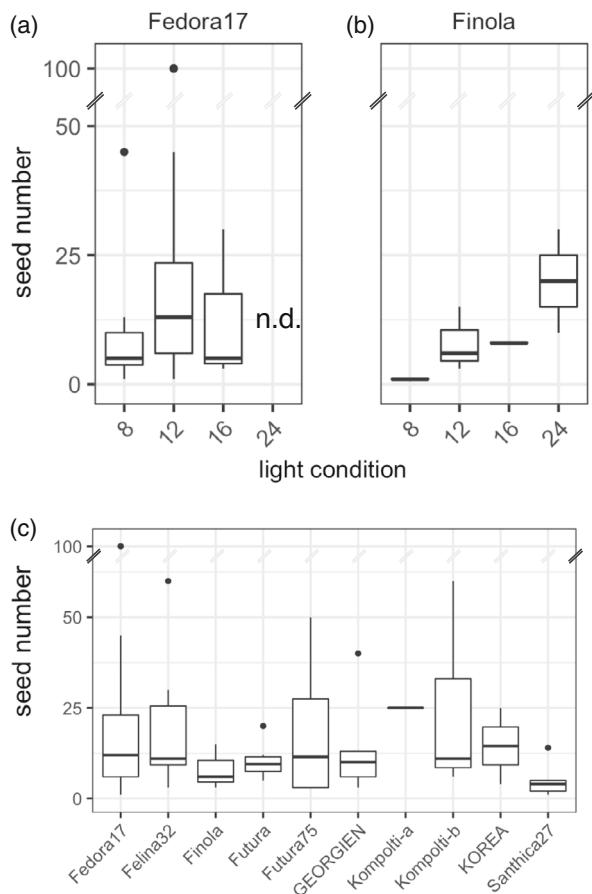 (a)
Fedora17
(b)
Finola
100
50
25
0
seed number
n.d.
8
12
16
24
8
12
16
24
light condition
(c)
100
50
25
0
seed number
Fedora17
Felina32
Finola
Futura
Futura75
GEORGIEN
Kompolti-a
Kompolti-b
KOREA
Santhica27